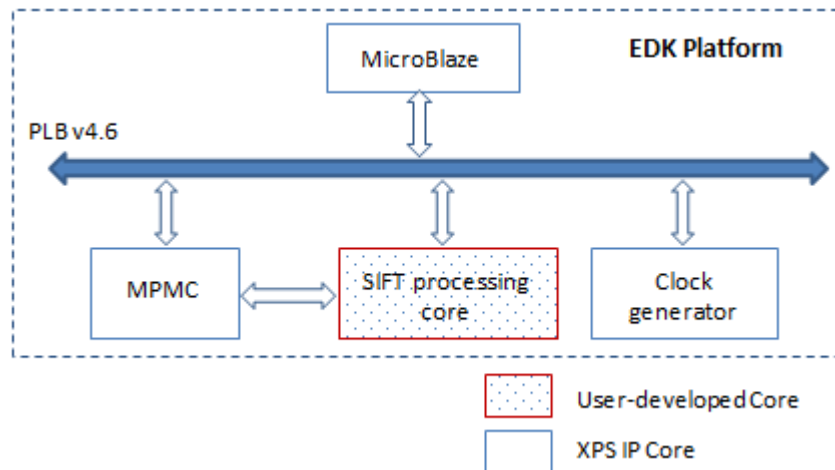 MicroBlaze
EDK Platform
PLB v4.6
MPMC
SIFT processing
core
Clock
generator
User-developed Core
XPS IP Core